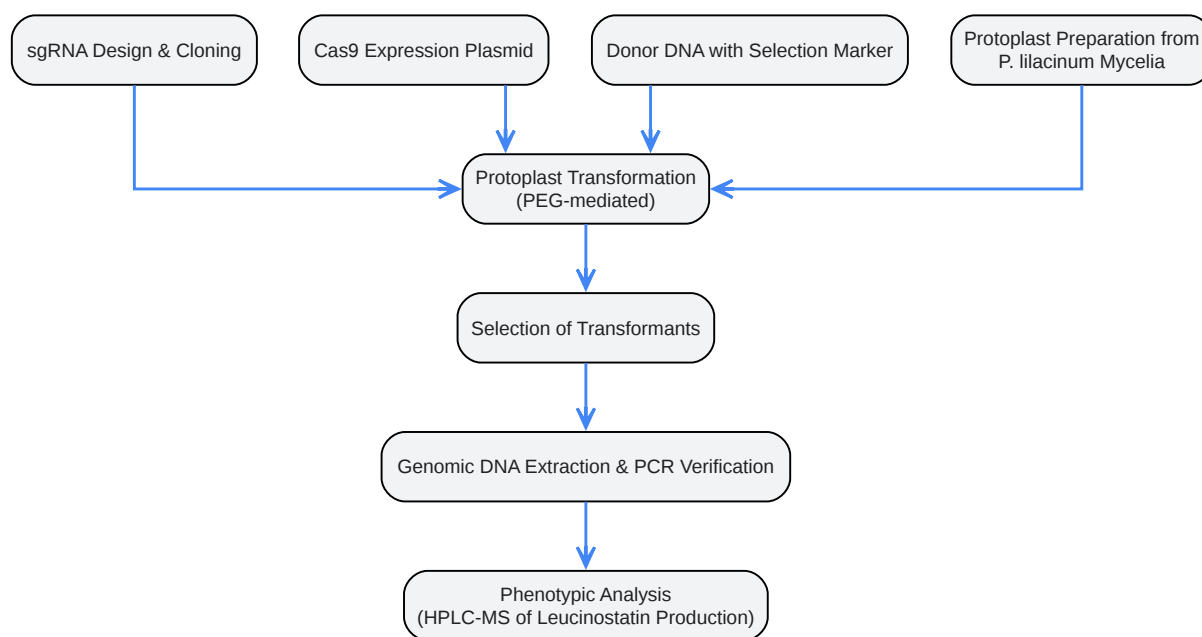 sgRNA Design & Cloning
Cas9 Expression Plasmid
Donor DNA with Selection Marker
Protoplast Preparation from
P. lilacinum Mycelia
Protoplast Transformation
(PEG-mediated)
Selection of Transformants
Genomic DNA Extraction & PCR Verification
Phenotypic Analysis
(HPLC-MS of Leucinostatin Production)